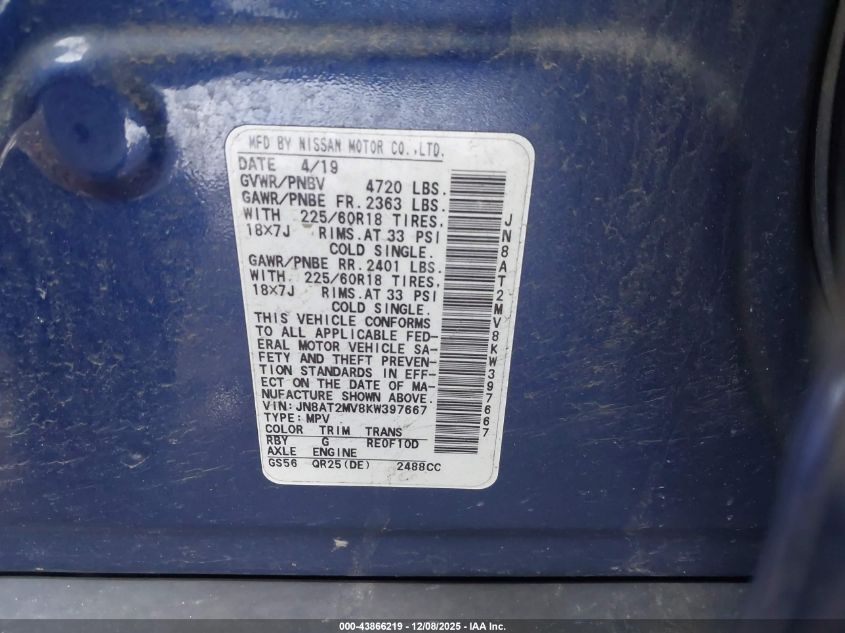 MFD BY NISSAN MOTOR CO.,LTD.
DATE 4/19
GVWR/PNBV 4720 LBS.
GAWR/PNBE FR. 2363 LBS.
WITH 225/60R18 TIRES,
18×7J RIMS.AT 33 PSI
COLD SINGLE.
GAWR/PNBE RR. 2401 LBS.
WITH. 225/60R18 TIRES,
18×7J RIMS.AT 33 PSI
COLD SINGLE.
THIS VEHICLE CONFORMS
TO ALL APPLICABLE FED-
ERAL MOTOR VEHICLE SA-
FETY AND THEFT PREVEN-
TION STANDARDS IN EFF-
ECT ON THE DATE OF MA-
NUFACTURE SHOWN ABOVE.
VIN: JN8AT2MV8KW397667
TYPE: MPV
COLOR TRIM TRANS
RBY G RE0F10D
AXLE ENGINE
GS56 QR25(DE) 2488CC
JN8AT2MV8KW397667
000-43866219 - 12/08/2025 - IAA Inc.